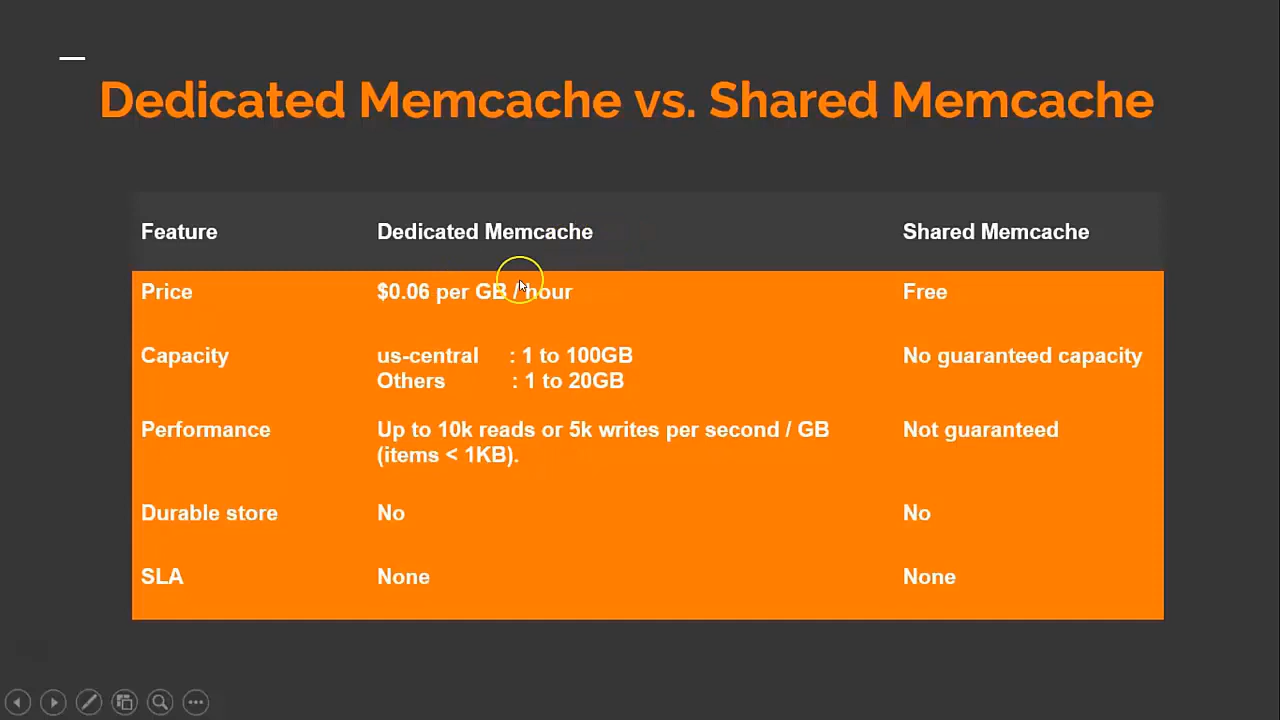 Dedicated Memcache vs. Shared Memcache
Feature Dedicated Memcache Shared Memcache
Price $0.06 per GB / hour Free
Capacity us-central : 1 to 100GB No guaranteed capacity
Others : 1 to 20GB
Performance Up to 10k reads or 5k writes per second / GB Not guaranteed
(items < 1KB).
Durable store No No
SLA None None